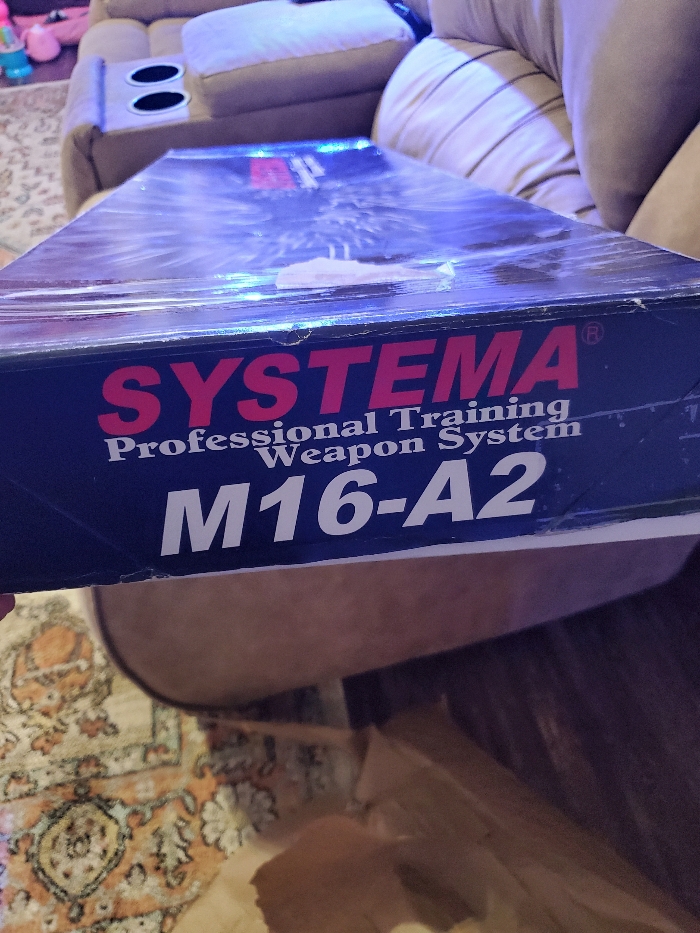 SYSTEMA®
Professional Training
Weapon System
M16-A2